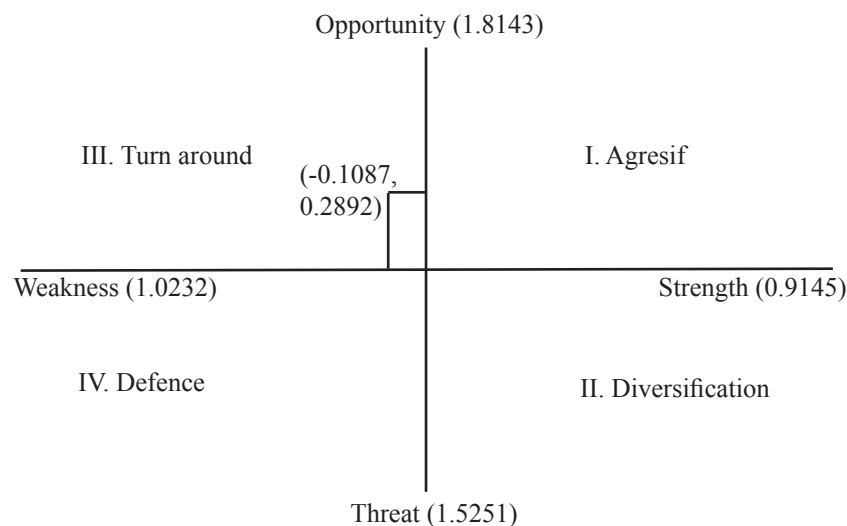 Opportunity (1.8143)
III. Turn around
I. Agresif
(-0.1087,
0.2892)
Weakness (1.0232)
Strength (0.9145)
IV. Defence
II. Diversification
Threat (1.5251)